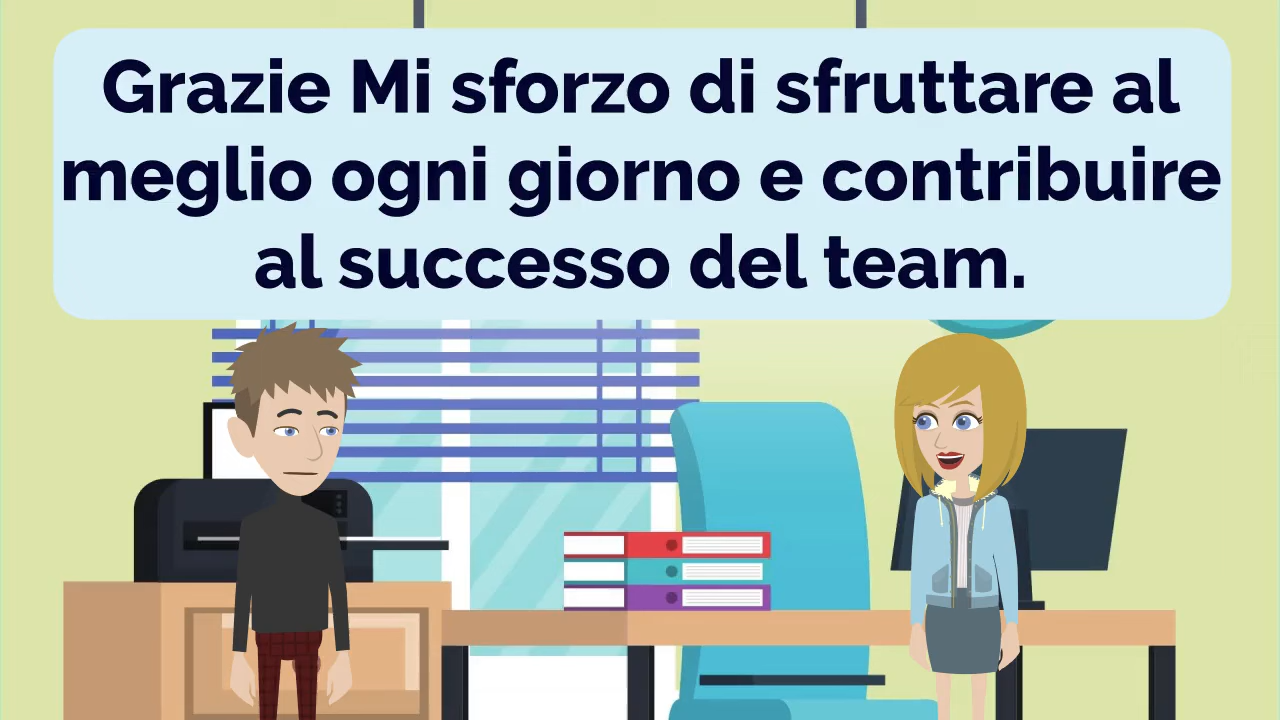 Grazie Mi sforzo di sfruttare al
meglio ogni giorno e contribuire
al successo del team.